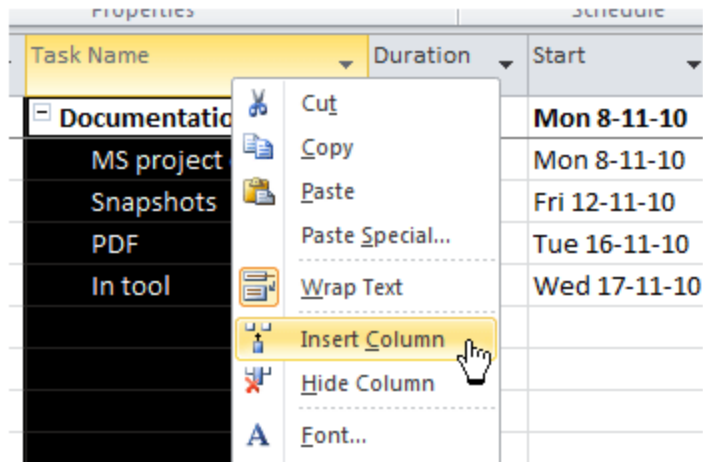 Properties Schedule
Task Name Duration Start
Documentatio Mon 8-11-10
MS project Mon 8-11-10
Snapshots Fri 12-11-10
PDF Tue 16-11-10
In tool Wed 17-11-10
Cut
Copy
Paste
Paste Special...
Wrap Text
Insert Column
Hide Column
Font...